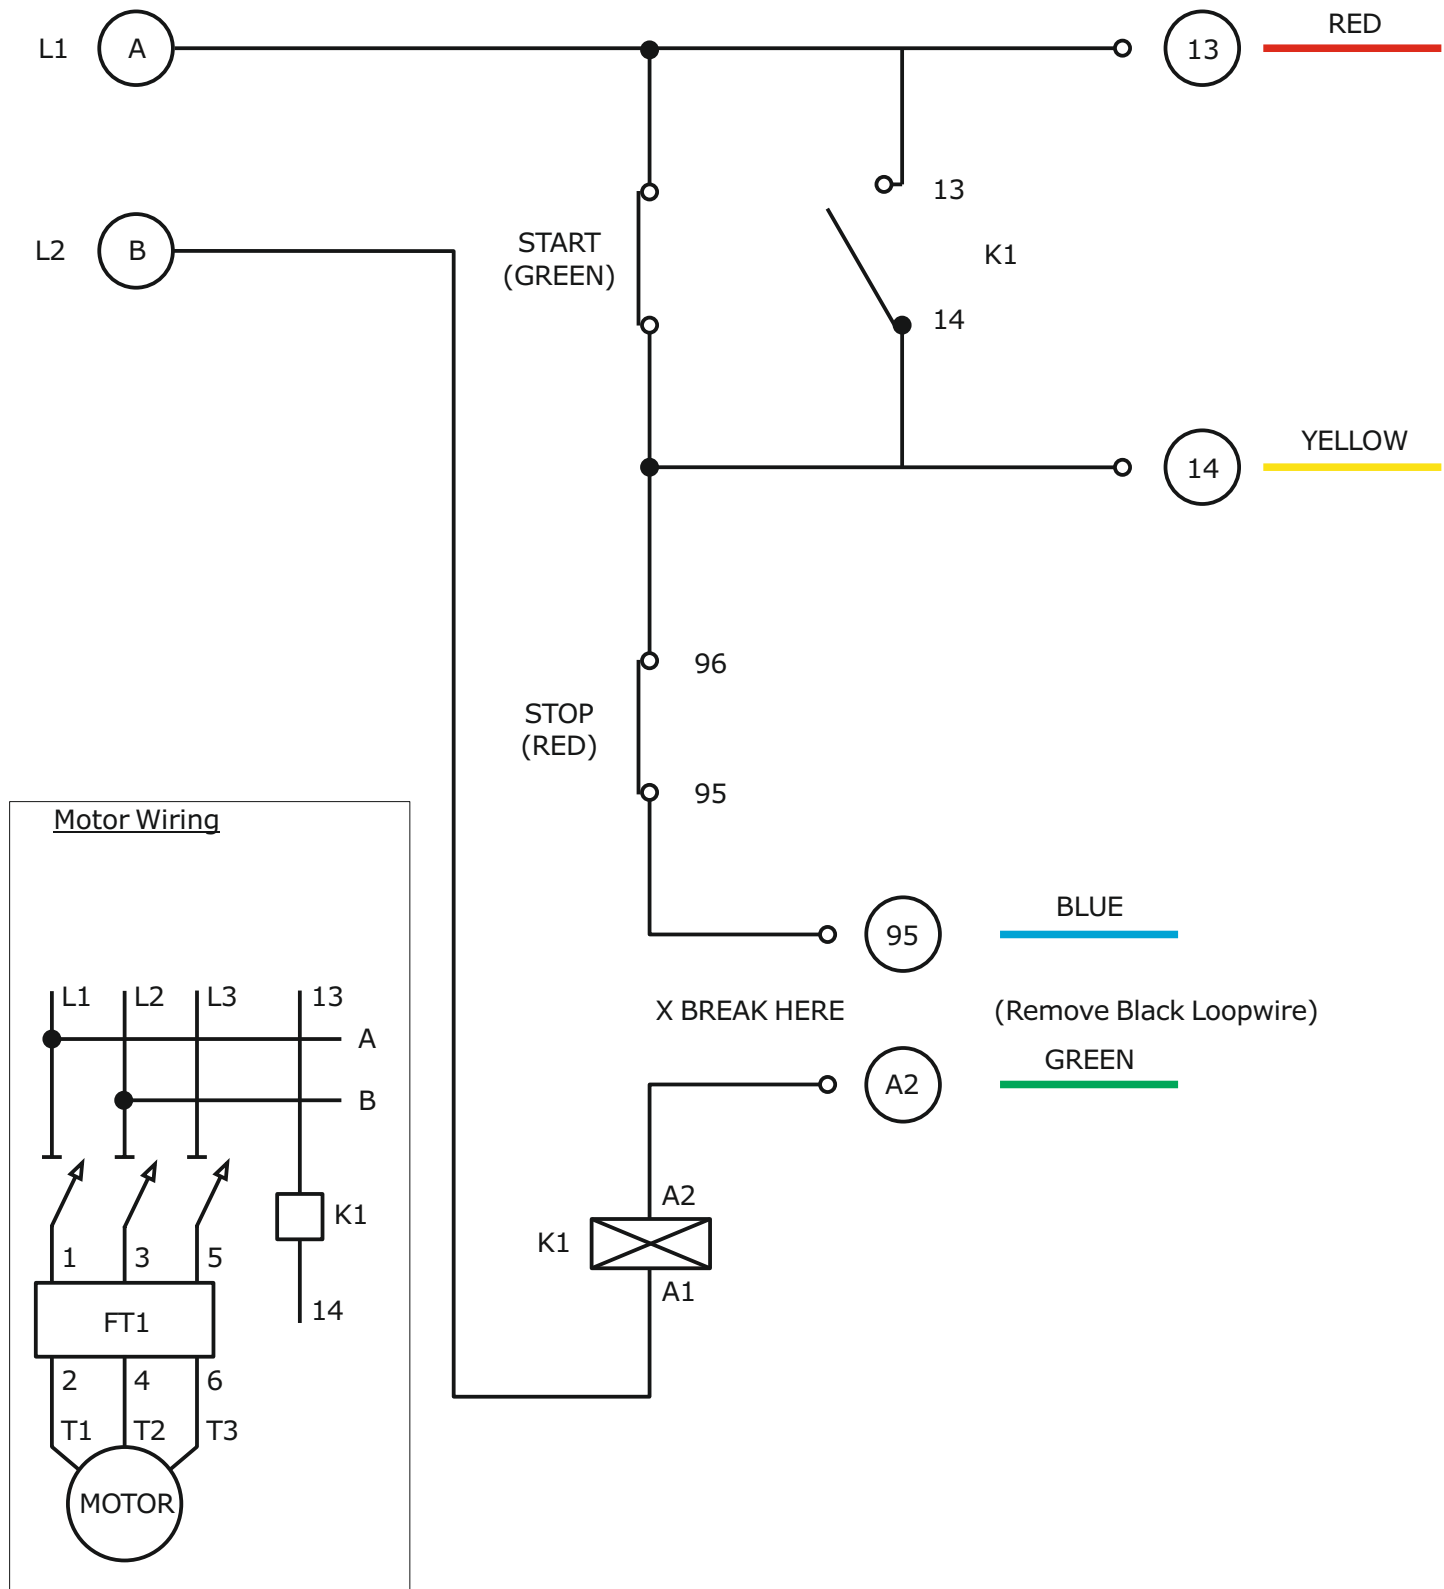 L1
A
13
RED
13
L2
B
START
(GREEN)
K1
14
14
YELLOW
96
STOP
(RED)
95
95
BLUE
X BREAK HERE
(Remove Black Loopwire)
A2
GREEN
A2
K1
A1
Motor Wiring
L1
L2
L3
13
A
B
K1
1
3
5
14
FT1
2
4
6
T1
T2
T3
MOTOR